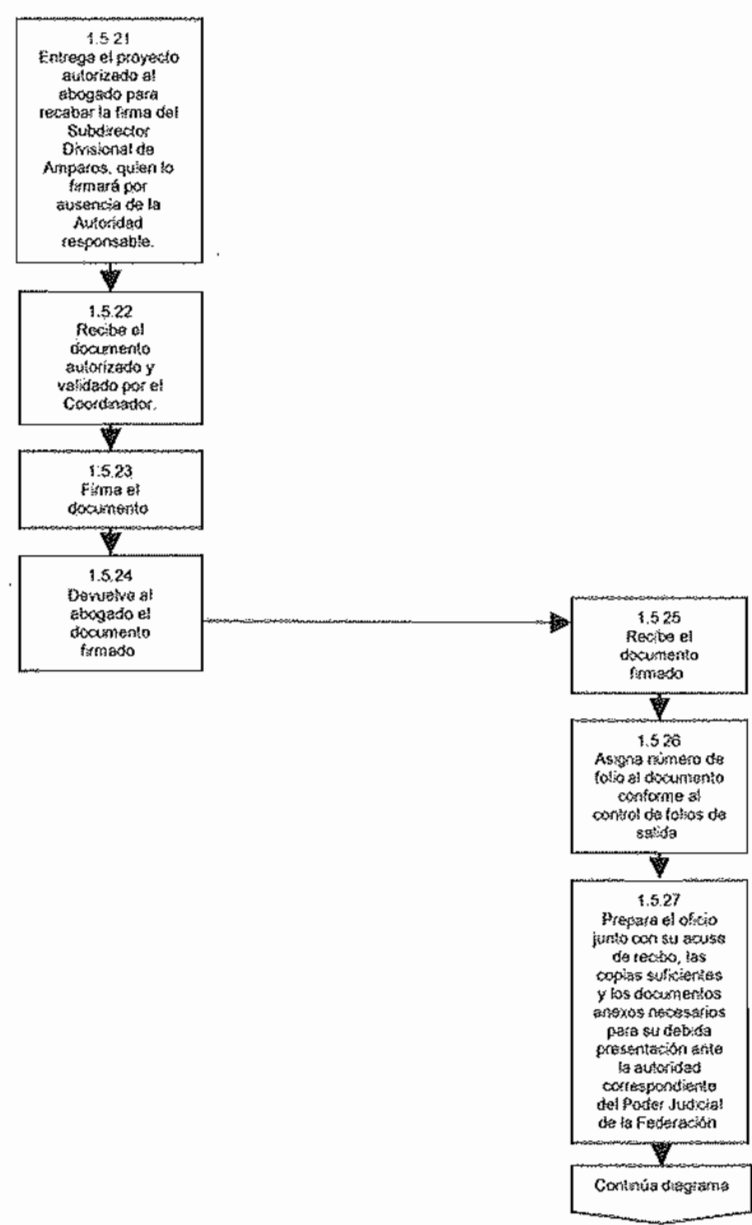 1.5.21
Entrega el proyecto
autorizado al
abogado para
recabar la firma del
Subdirector
Divisional de
Amparos, quien lo
firmará por
ausencia de la
Autoridad
responsable.
1.5.22
Recibe el
documento
autorizado y
validado por el
Coordinador.
1.5.23
Firma el
documento
1.5.24
Devuelve al
abogado el
documento
firmado
1.5.25
Recibe el
documento
firmado
1.5.26
Asigna número de
folio al documento
conforme al
control de folios de
salida
1.5.27
Prepara el oficio
junto con su acuse
de recibo, las
copias suficientes
y los documentos
anexos necesarios
para su debida
presentación ante
la autoridad
correspondiente
del Poder Judicial
de la Federación
Continúa diagrama